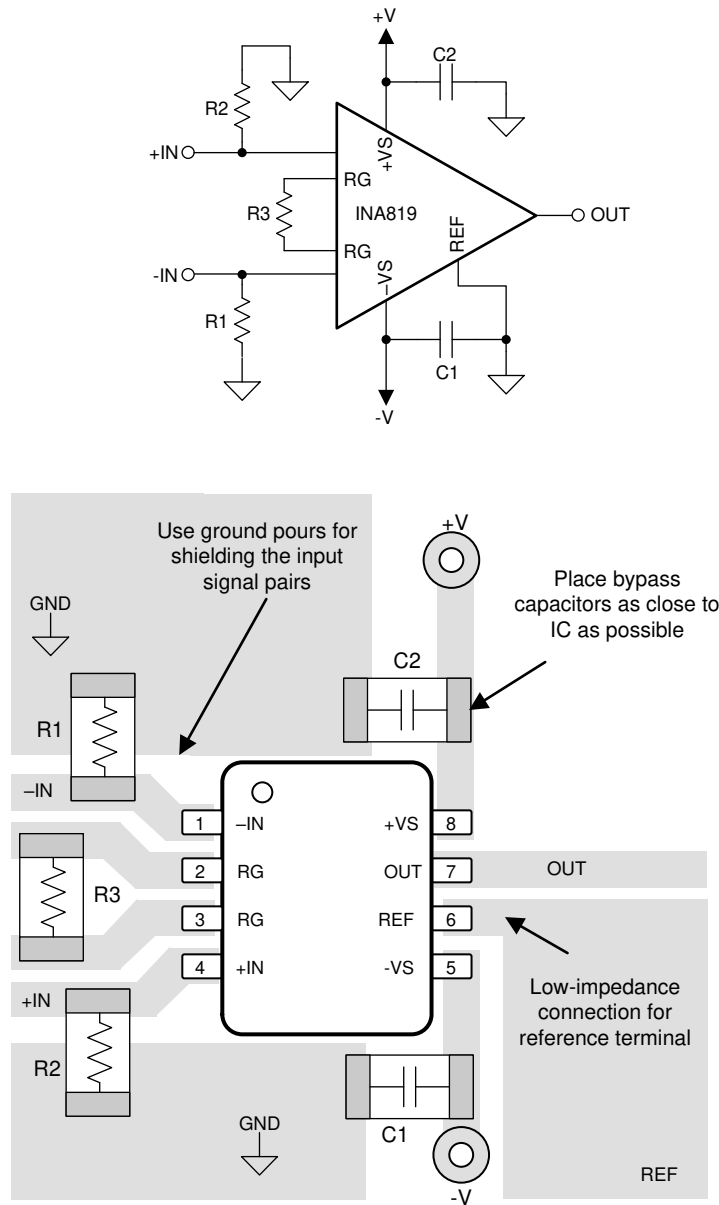 +V
C2
R2
+IN
+VS
RG
R3
INA819
OUT
RG
REF
-IN
–VS
R1
C1
-V
Use ground pours for
shielding the input
signal pairs
+V
Place bypass
capacitors as close to
IC as possible
GND
C2
R1
–IN
1
–IN
+VS
8
2
RG
OUT
7
OUT
R3
3
RG
REF
6
4
+IN
-VS
5
Low-impedance
connection for
reference terminal
+IN
R2
GND
C1
REF
-V